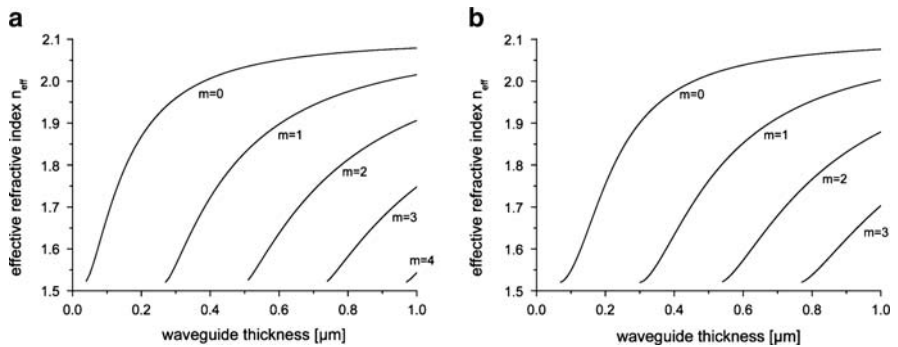 a
effective refractive index n_eff
2.1
2.0
1.9
1.8
1.7
1.6
1.5
m=0
m=1
m=2
m=3
m=4
0.0 0.2 0.4 0.6 0.8 1.0
waveguide thickness [µm]
b
effective refractive index n_eff
2.1
2.0
1.9
1.8
1.7
1.6
1.5
m=0
m=1
m=2
m=3
0.0 0.2 0.4 0.6 0.8 1.0
waveguide thickness [µm]